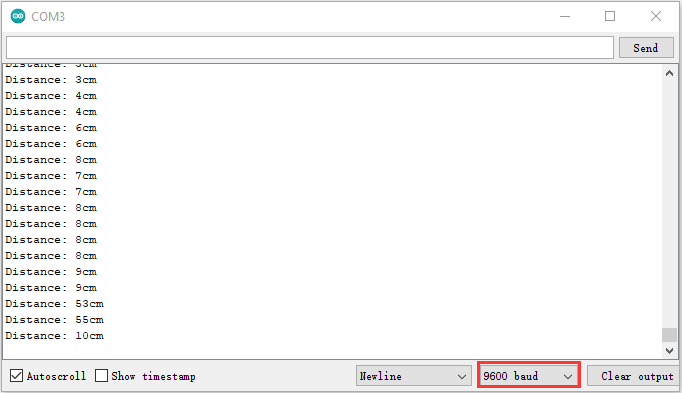 COM3
Send
Distance: 3cm
Distance: 3cm
Distance: 4cm
Distance: 4cm
Distance: 6cm
Distance: 6cm
Distance: 8cm
Distance: 7cm
Distance: 7cm
Distance: 8cm
Distance: 8cm
Distance: 8cm
Distance: 8cm
Distance: 9cm
Distance: 9cm
Distance: 53cm
Distance: 55cm
Distance: 10cm
Autoscroll Show timestamp Newline 9600 baud Clear output